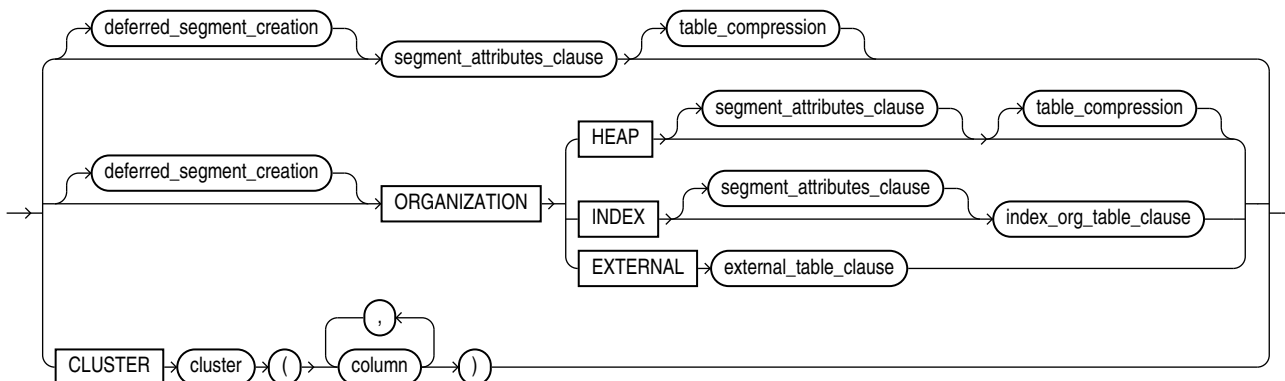 deferred_segment_creation table_compression
segment_attributes_clause
segment_attributes_clause table_compression
HEAP
deferred_segment_creation segment_attributes_clause
ORGANIZATION INDEX index_org_table_clause
EXTERNAL external_table_clause
,
CLUSTER cluster ( column )